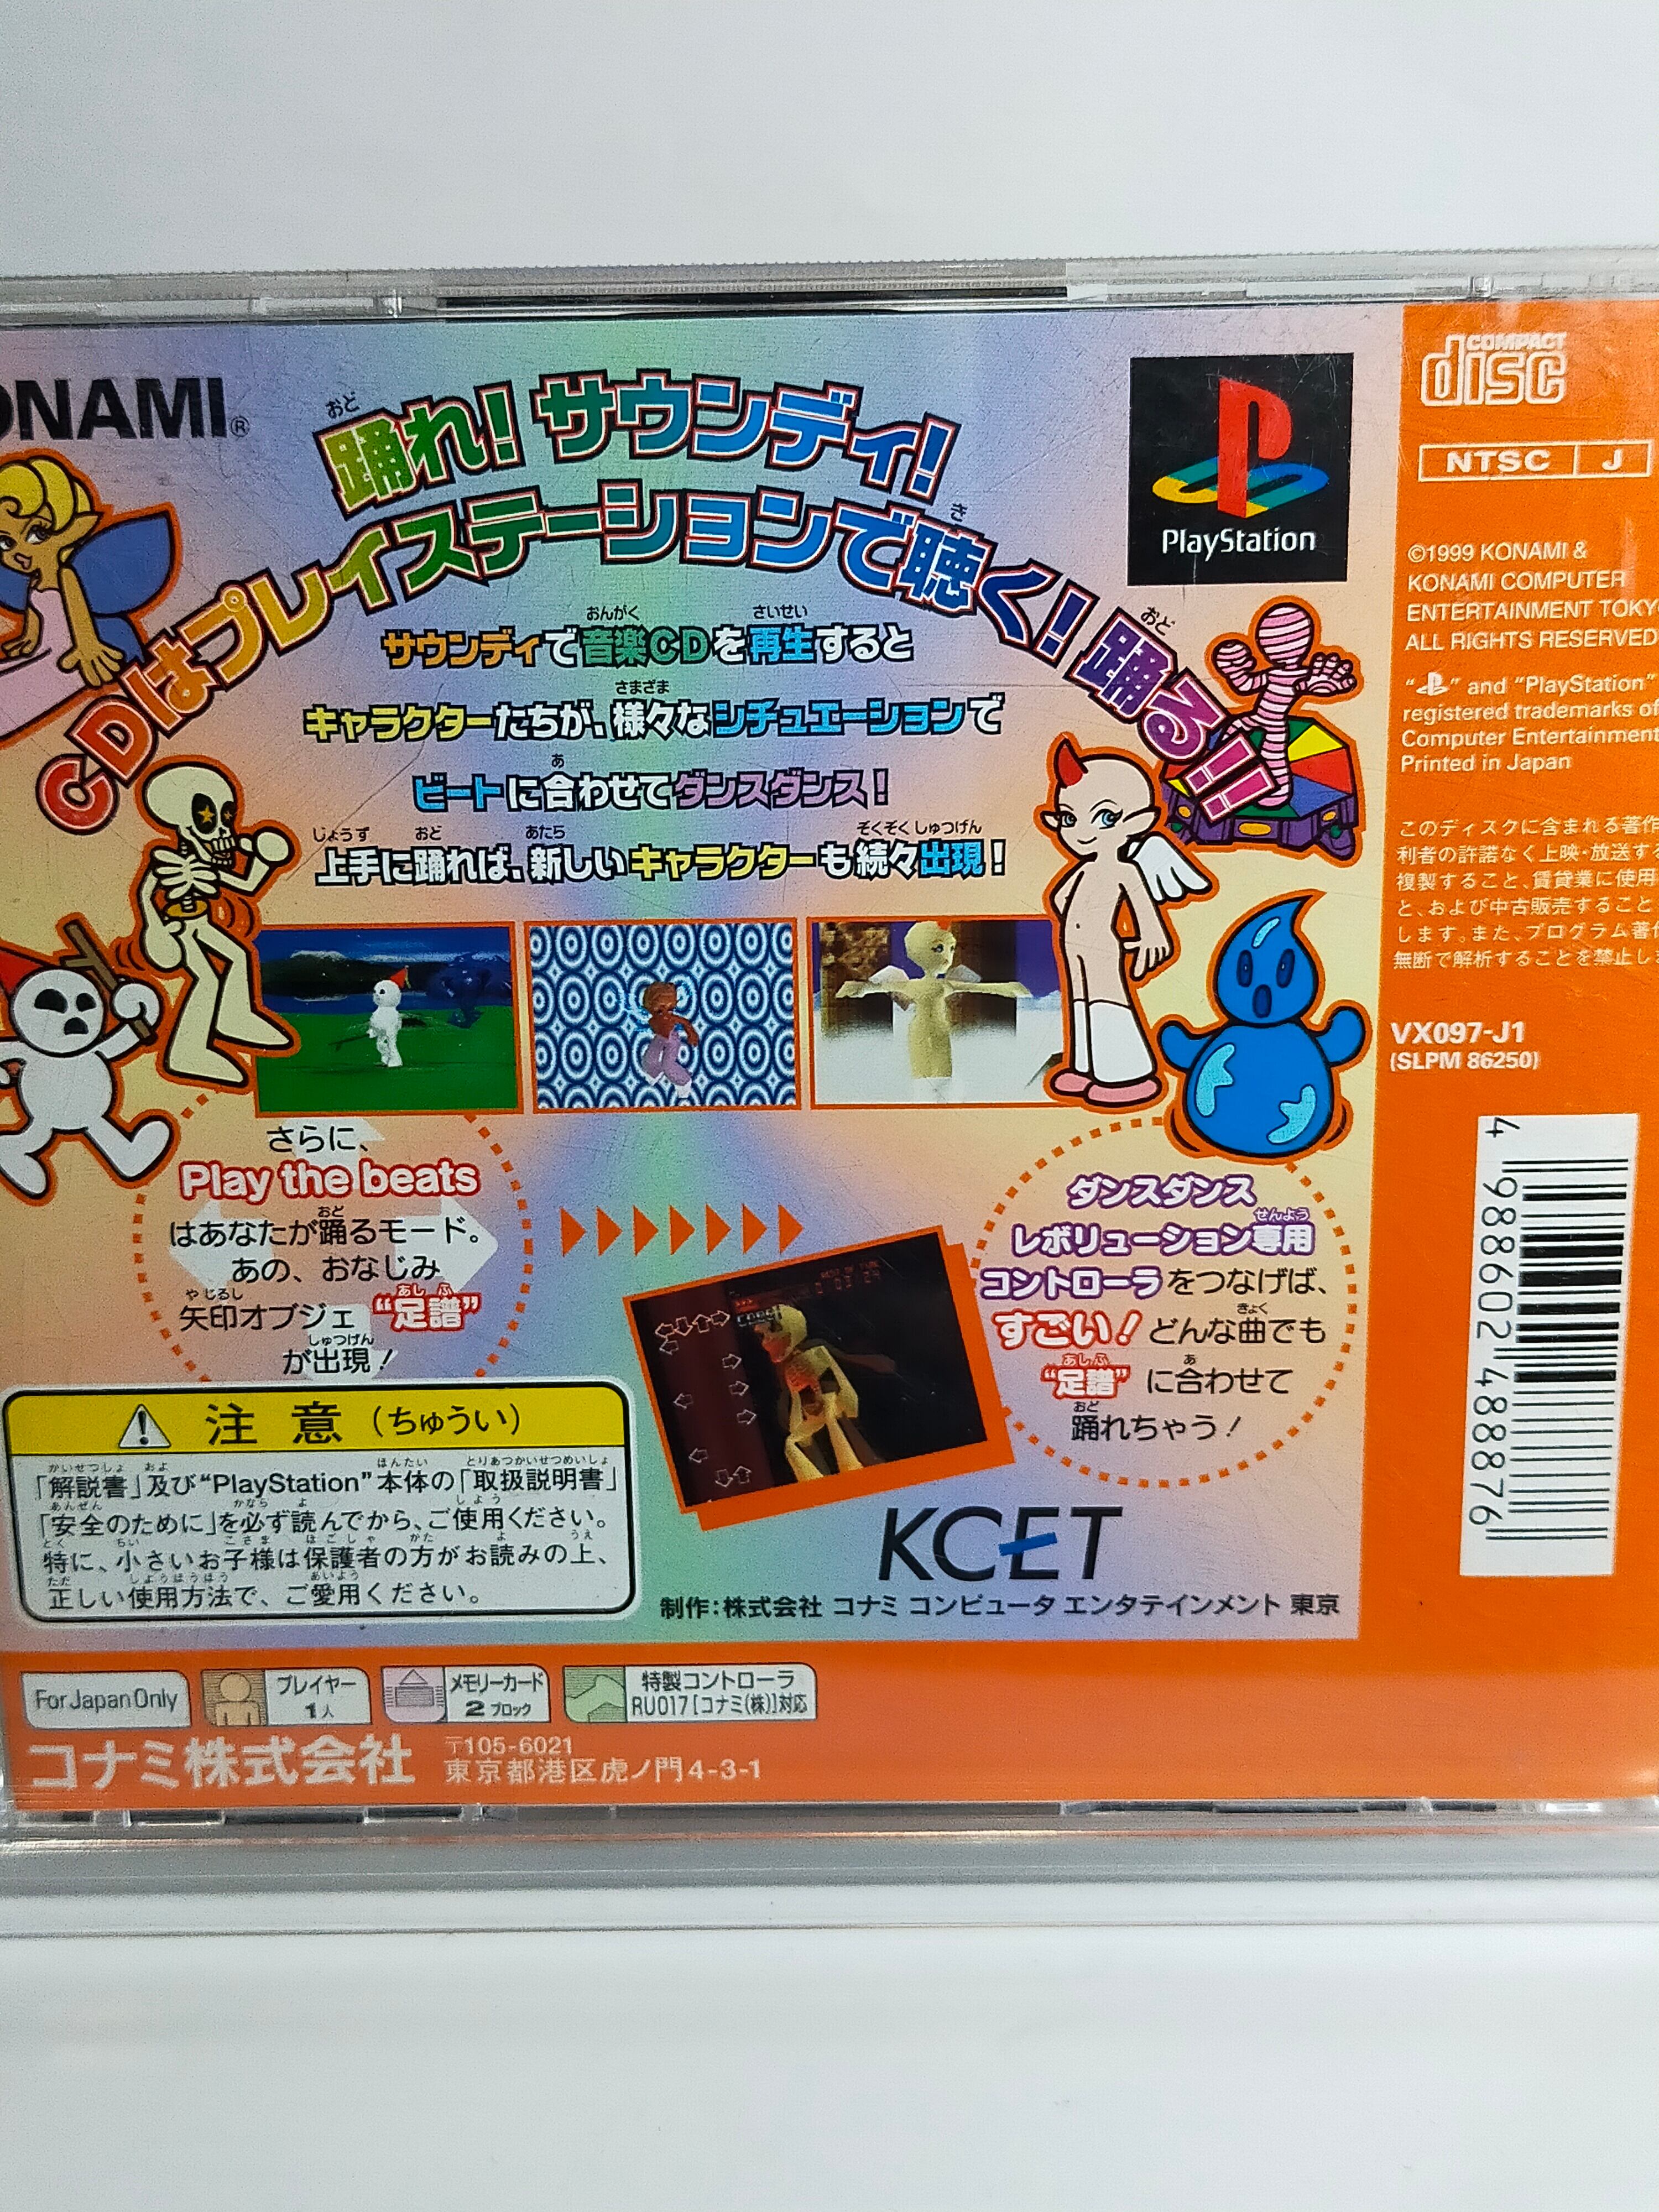 ONAMI®
踊れ！サウンディ！
CDはプレイステーションで聴く！踊る!!
サウンディで音楽CDを再生すると
キャラクターたちが、様々なシチュエーションで
ビートに合わせてダンスダンス！
上手に踊れば、新しいキャラクターも続々出現！
PlayStation
さらに、
Play the beats
はあなたが踊るモード。
あの、おなじみ
矢印オブジェ“足譜”
が出現！
ダンスダンス
レボリューション専用
コントローラをつなげば、
すごい！どんな曲でも
“足譜”に合わせて
踊れちゃう！
注意（ちゅうい）
「解説書」及び“PlayStation”本体の「取扱説明書」
「安全のために」を必ず読んでから、ご使用ください。
特に、小さいお子様は保護者の方がお読みの上、
正しい使用方法で、ご愛用ください。
KCET
制作：株式会社 コナミ コンピュータ エンタテインメント 東京
For Japan Only
プレイヤー
1人
メモリーカード
2ブロック
特製コントローラ
RU017［コナミ（株）］対応
コナミ株式会社
〒105-6021
東京都港区虎ノ門4-3-1
COMPACT
disc
NTSC J
©1999 KONAMI &
KONAMI COMPUTER
ENTERTAINMENT TOKY
ALL RIGHTS RESERVED
" " and "PlayStation"
registered trademarks of
Computer Entertainment
Printed in Japan
このディスクに含まれる著作
利者の許諾なく上映・放送する
複製すること、賃貸業に使用
と、および中古販売すること
します。また、プログラム著作
無断で解析することを禁止しま
VX097-J1
(SLPM 86250)
4 988602 488876